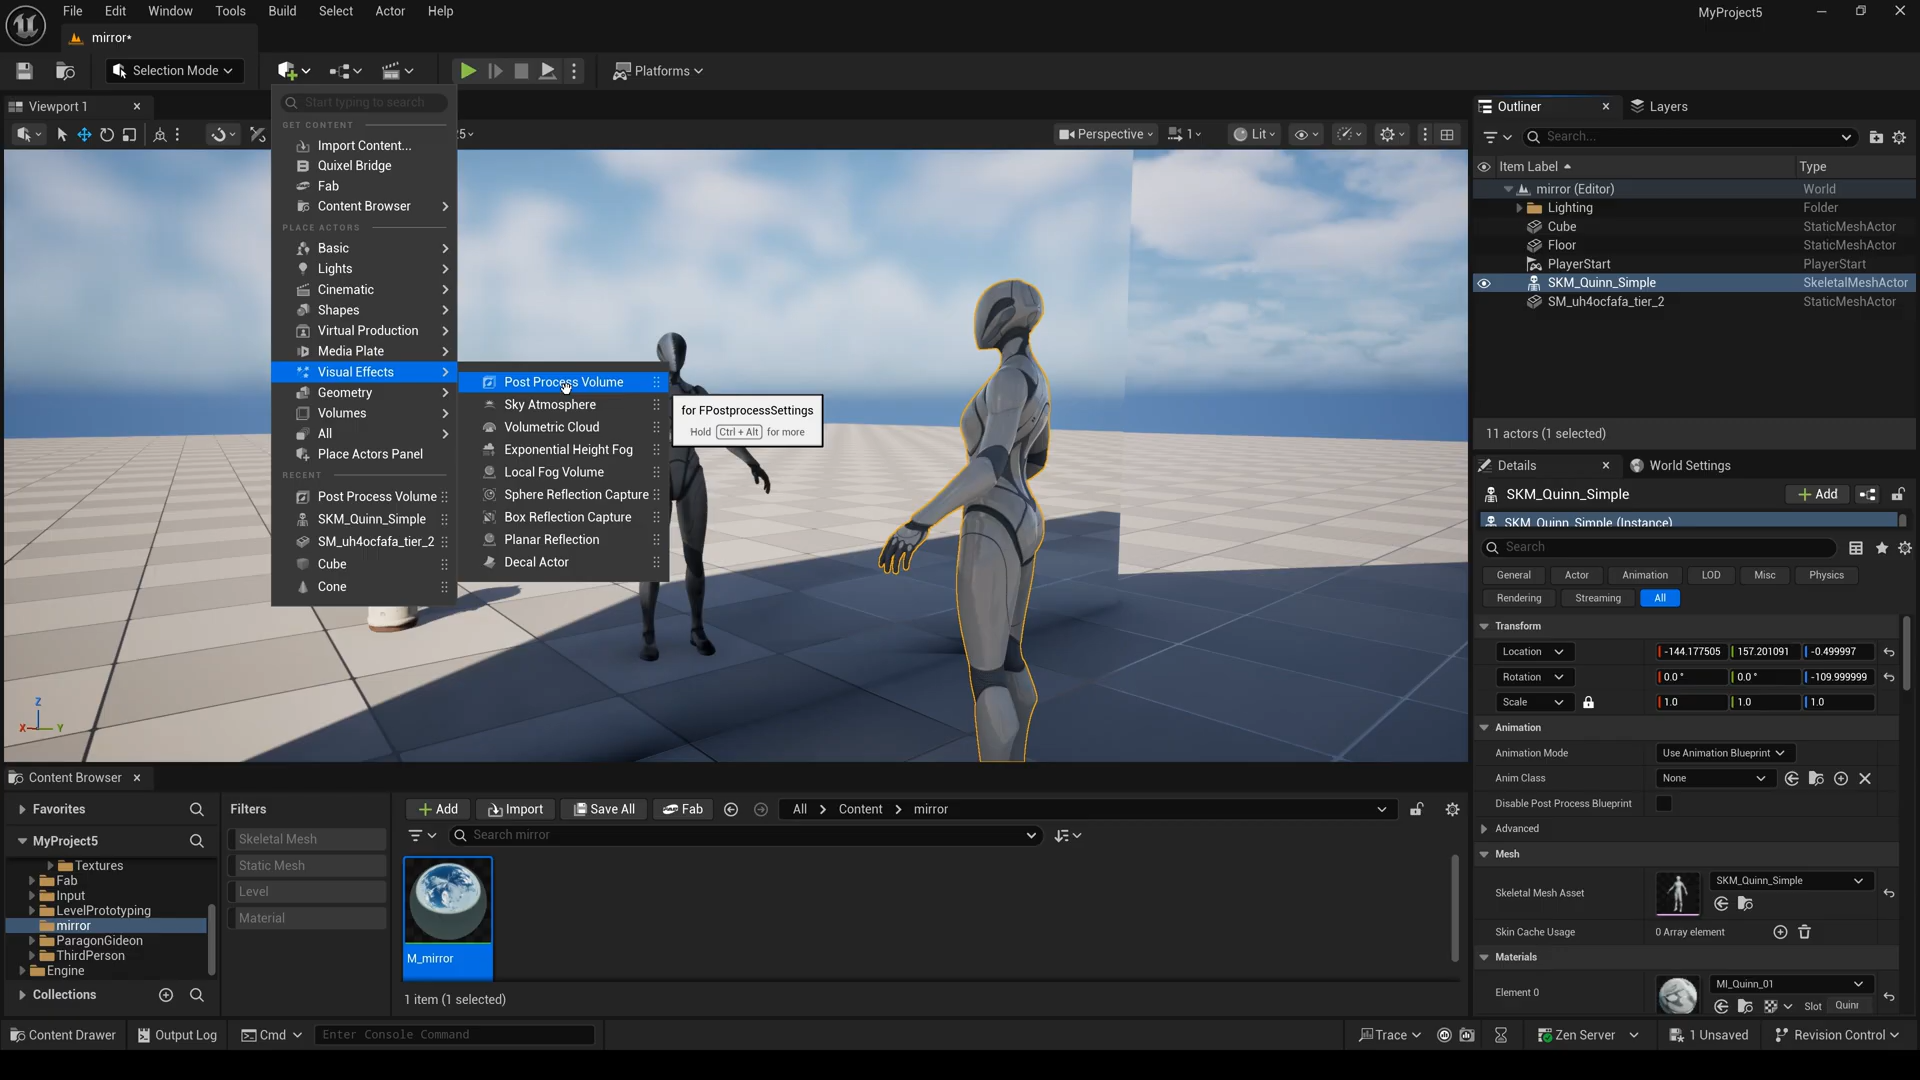 File Edit Window Tools Build Select Actor Help
MyProject5
mirror*
Selection Mode
Platforms
Viewport 1
Start typing to search
GET CONTENT
Import Content...
Quixel Bridge
Fab
Content Browser
PLACE ACTORS
Basic
Lights
Cinematic
Shapes
Virtual Production
Media Plate
Visual Effects
Geometry
Volumes
All
Place Actors Panel
RECENT
Post Process Volume
SKM_Quinn_Simple
SM_uh4ocfafa_tier_2
Cube
Cone
Post Process Volume
Sky Atmosphere
Volumetric Cloud
Exponential Height Fog
Local Fog Volume
Sphere Reflection Capture
Box Reflection Capture
Planar Reflection
Decal Actor
for FPostprocessSettings
Hold Ctrl + Alt for more
5
Perspective
1
Lit
Z
X Y
Outliner
Layers
Search...
Item Label Type
mirror (Editor) World
Lighting Folder
Cube StaticMeshActor
Floor StaticMeshActor
PlayerStart PlayerStart
SKM_Quinn_Simple SkeletalMeshActor
SM_uh4ocfafa_tier_2 StaticMeshActor
11 actors (1 selected)
Details
World Settings
SKM_Quinn_Simple
Add
SKM_Quinn_Simple (Instance)
Search
General Actor Animation LOD Misc Physics
Rendering Streaming All
Transform
Location -144.177505 157.201091 -0.499997
Rotation 0.0 ° 0.0 ° -109.999999
Scale 1.0 1.0 1.0
Animation
Animation Mode Use Animation Blueprint
Anim Class None
Disable Post Process Blueprint
Advanced
Mesh
Skeletal Mesh Asset SKM_Quinn_Simple
Skin Cache Usage 0 Array element
Materials
Element 0 MI_Quinn_01
Slot Quinn
Content Browser
Favorites
MyProject5
Textures
Fab
Input
LevelPrototyping
mirror
ParagonGideon
ThirdPerson
Engine
Collections
Filters
Skeletal Mesh
Static Mesh
Level
Material
Add Import Save All Fab All Content mirror
Search mirror
M_mirror
1 item (1 selected)
Content Drawer Output Log Cmd Enter Console Command Trace Zen Server 1 Unsaved Revision Control